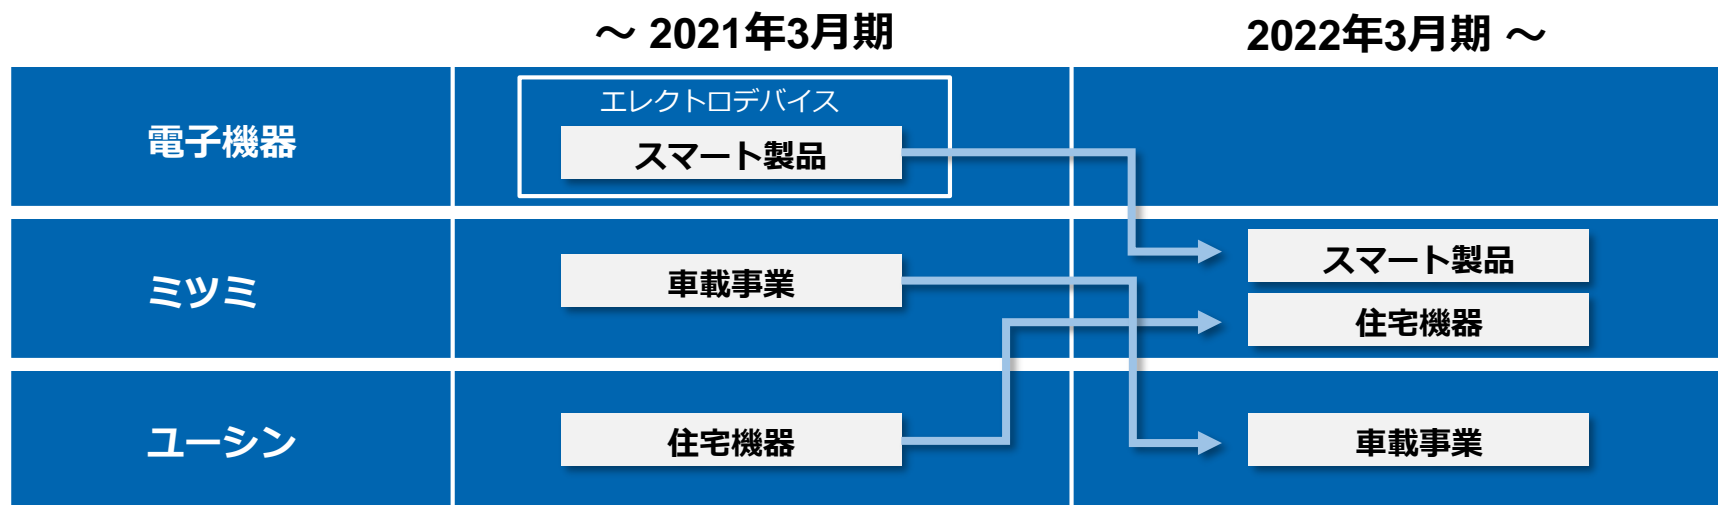 ～ 2021年3月期
2022年3月期 ～
電子機器
エレクトロデバイス
スマート製品
ミツミ
車載事業
スマート製品
住宅機器
ユーシン
住宅機器
車載事業